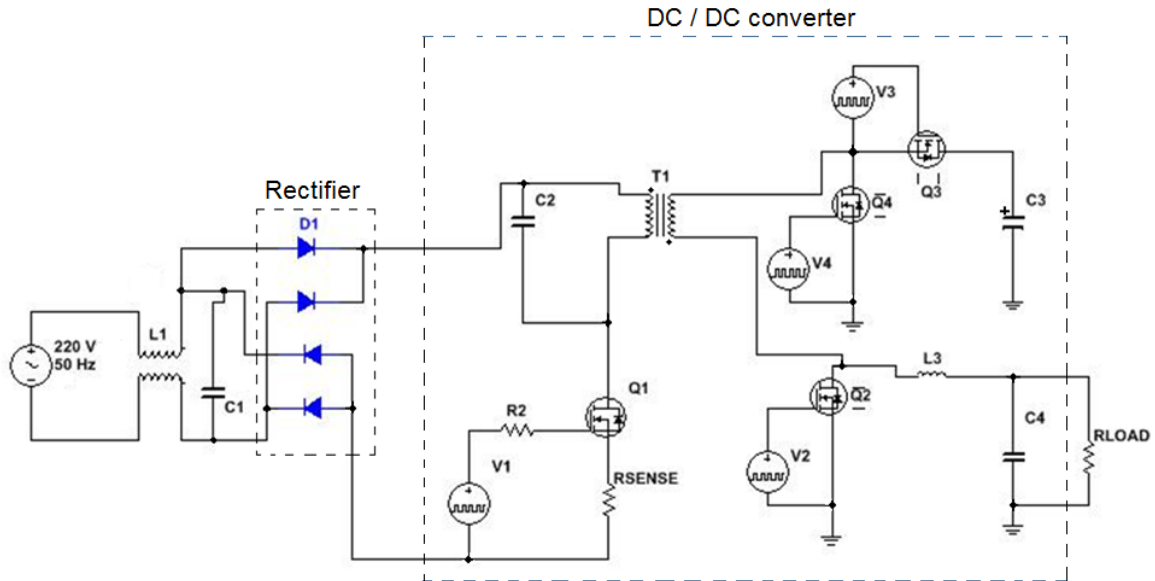 DC / DC converter
V3
Q3
C3
Q4
V4
T1
C2
Rectifier
D1
L1
220 V
50 Hz
C1
Q1
R2
V1
RSENSE
L3
Q2
V2
C4
RLOAD